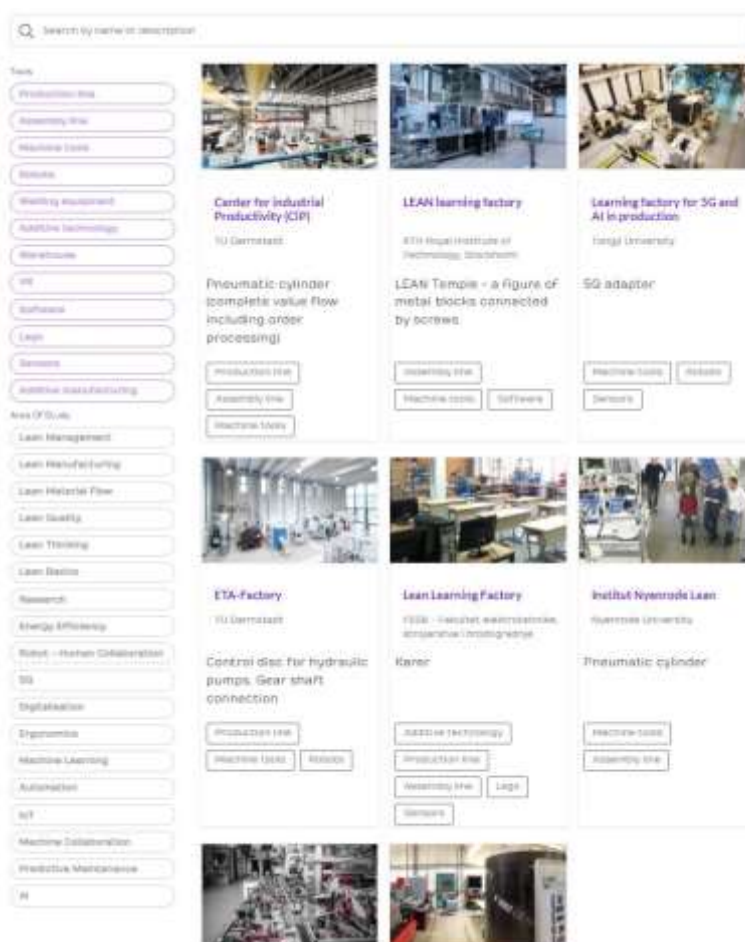 Search by name or description
Tools
Production line
Assembly line
Machine tools
Robots
Welding equipment
Additive technology
Warehouse
VR
Software
Lego
Sensors
Additive manufacturing
Area Of Study
Lean Management
Lean Manufacturing
Lean Material Flow
Lean Quality
Lean Thinking
Lean Basics
Research
Energy Efficiency
Robot - Human Collaboration
5G
Digitalisation
Ergonomics
Machine Learning
Automation
IoT
Machine Collaboration
Predictive Maintenance
AI
Center for industrial
Productivity (CiP)
TU Darmstadt
Pneumatic cylinder
(complete value flow
including order
processing)
Production line
Assembly line
Machine tools
LEAN learning factory
KTH Royal Institute of
Technology, Stockholm
LEAN Temple - a figure of
metal blocks connected
by screws
Assembly line
Machine tools
Software
Learning factory for 5G and
AI in production
Tongji University
5G adapter
Machine tools
Robots
Sensors
ETA-Factory
TU Darmstadt
Control disc for hydraulic
pumps. Gear shaft
connection
Production line
Machine tools
Robots
Lean Learning Factory
FESB - Fakultet elektrotehnike,
strojarstva i brodogradnje
Karet
Additive technology
Production line
Assembly line
Lego
Sensors
Institut Nyenrode Lean
Nyenrode University
Pneumatic cylinder
Machine tools
Assembly line